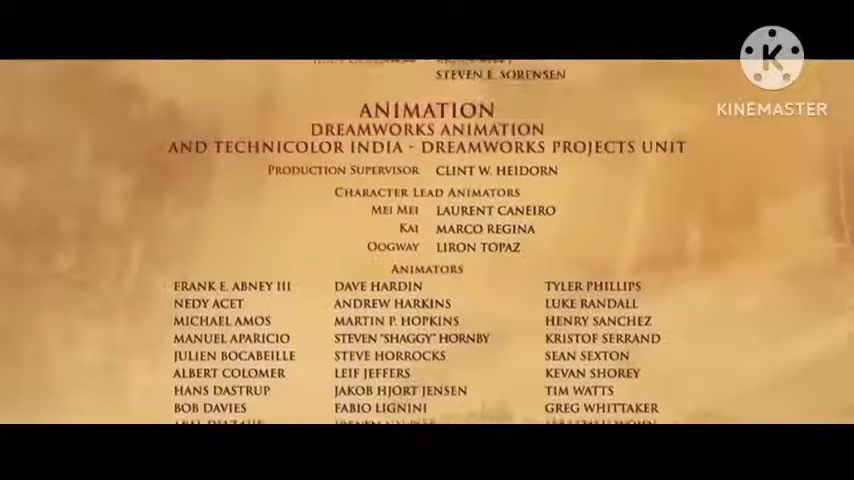 STEVEN E. SORENSEN
K
KINEMASTER
ANIMATION
DREAMWORKS ANIMATION
AND TECHNICOLOR INDIA - DREAMWORKS PROJECTS UNIT
PRODUCTION SUPERVISOR CLINT W. HEIDORN
CHARACTER LEAD ANIMATORS
MEI MEI LAURENT CANEIRO
KAI MARCO REGINA
OOGWAY LIRON TOPAZ
ANIMATORS
FRANK E. ABNEY III DAVE HARDIN TYLER PHILLIPS
NEDY ACET ANDREW HARKINS LUKE RANDALL
MICHAEL AMOS MARTIN P. HOPKINS HENRY SANCHEZ
MANUEL APARICIO STEVEN "SHAGGY" HORNBY KRISTOF SERRAND
JULIEN BOCABEILLE STEVE HORROCKS SEAN SEXTON
ALBERT COLOMER LEIF JEFFERS KEVAN SHOREY
HANS DASTRUP JAKOB HJORT JENSEN TIM WATTS
BOB DAVIES FABIO LIGNINI GREG WHITTAKER